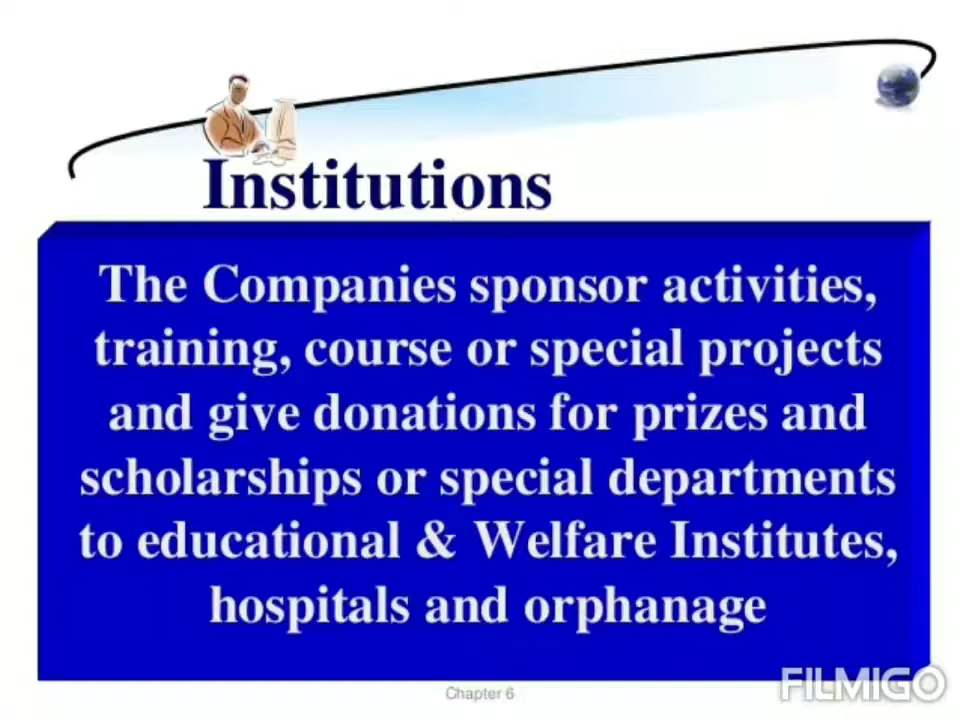 Institutions
The Companies sponsor activities,
training, course or special projects
and give donations for prizes and
scholarships or special departments
to educational & Welfare Institutes,
hospitals and orphanage
Chapter 6
FILMIGO